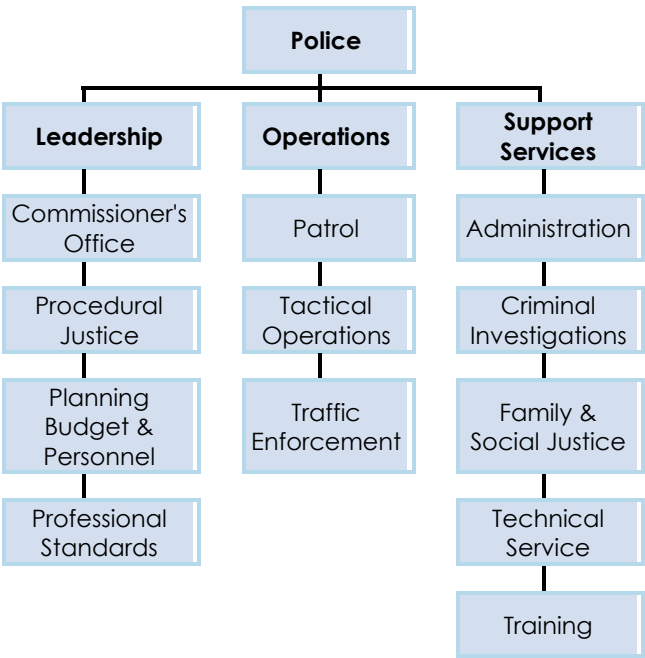 Police
Leadership
Commissioner's
Office
Procedural
Justice
Planning
Budget &
Personnel
Professional
Standards
Operations
Patrol
Tactical
Operations
Traffic
Enforcement
Support
Services
Administration
Criminal
Investigations
Family &
Social Justice
Technical
Service
Training